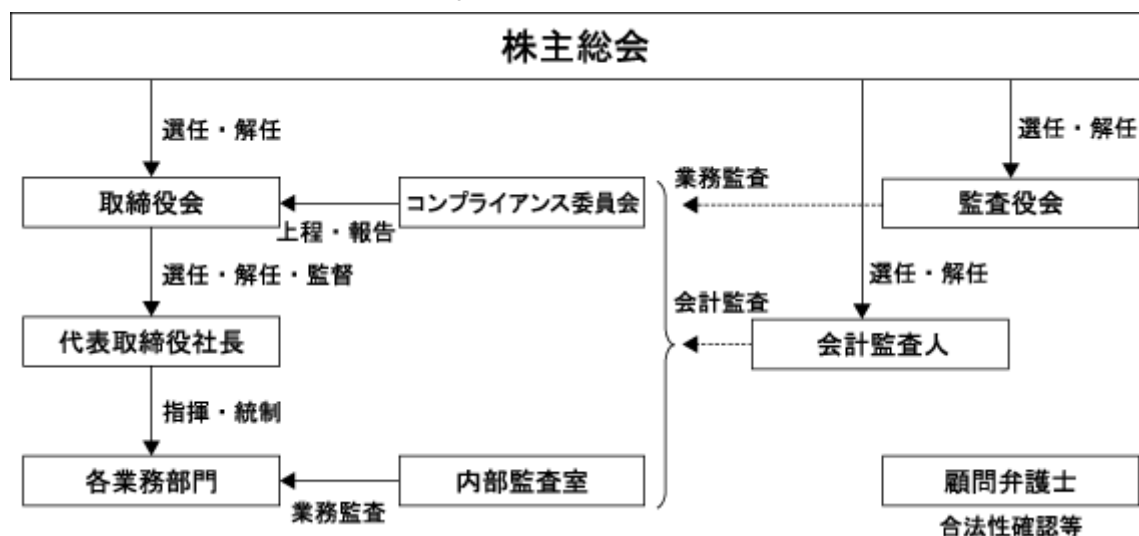 株主総会
選任・解任
選任・解任
取締役会
コンプライアンス委員会
業務監査
監査役会
上程・報告
選任・解任・監督
選任・解任
会計監査
代表取締役社長
会計監査人
指揮・統制
各業務部門
内部監査室
顧問弁護士
業務監査
合法性確認等